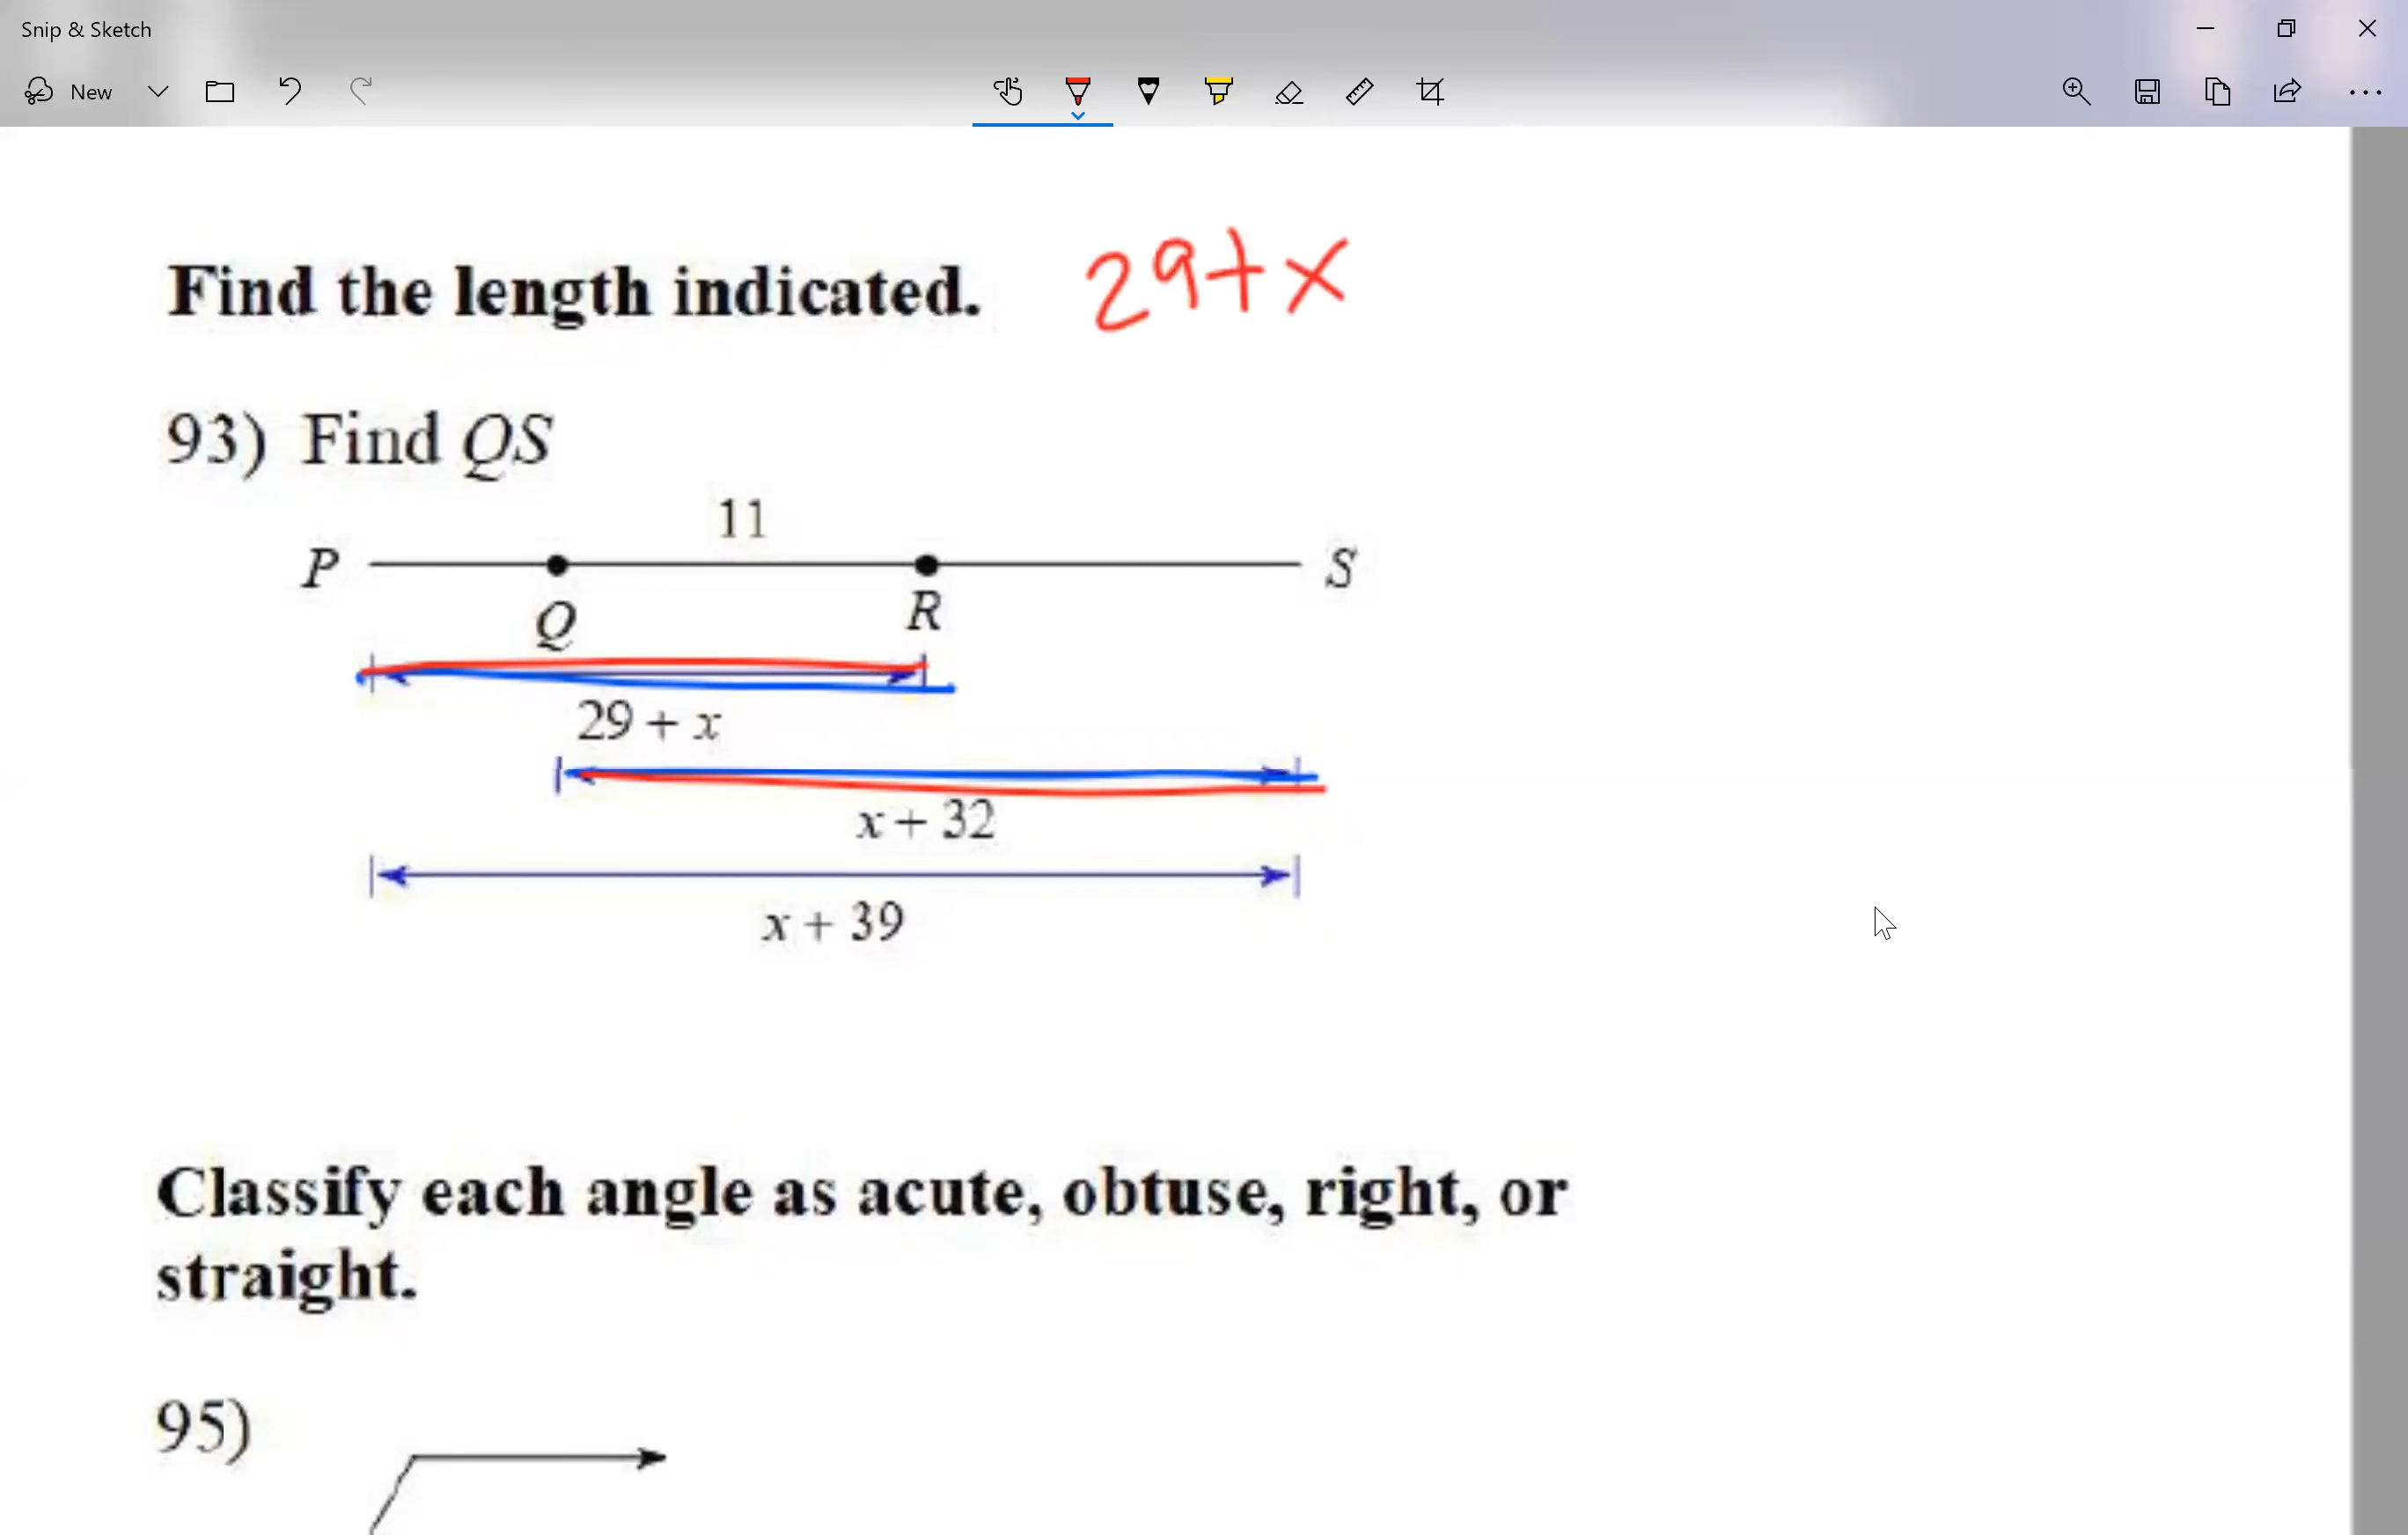 Snip & Sketch
New
Find the length indicated. 29+x
93) Find QS
11
P
S
Q
R
29 + x
x + 32
x + 39
Classify each angle as acute, obtuse, right, or
straight.
95)